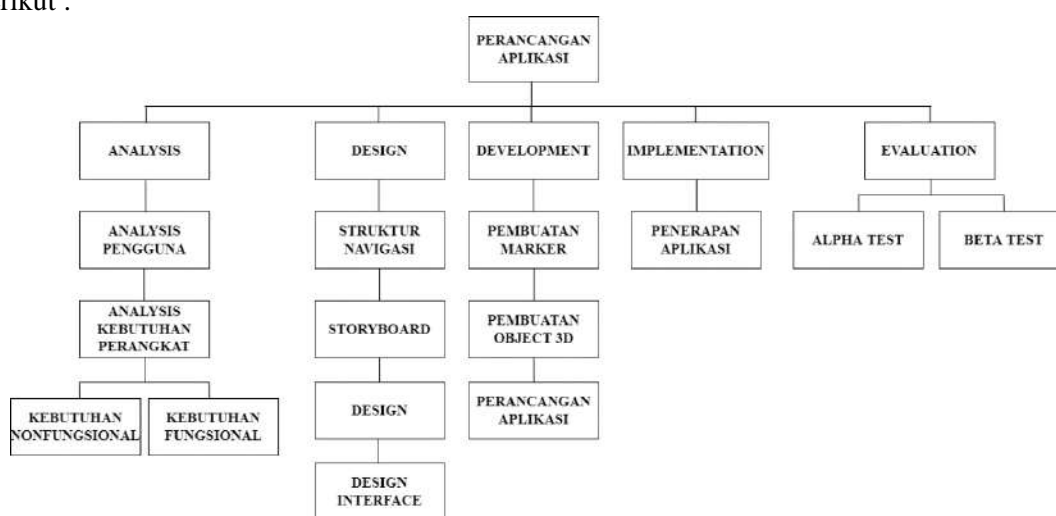 rikut :
PERANCANGAN
APLIKASI
ANALYSIS
DESIGN
DEVELOPMENT
IMPLEMENTATION
EVALUATION
ANALYSIS
PENGGUNA
STRUKTUR
NAVIGASI
PEMBUATAN
MARKER
PENERAPAN
APLIKASI
ALPHA TEST
BETA TEST
ANALYSIS
KEBUTUHAN
PERANGKAT
STORYBOARD
PEMBUATAN
OBJECT 3D
KEBUTUHAN
NONFUNGSIONAL
KEBUTUHAN
FUNGSIONAL
DESIGN
PERANCANGAN
APLIKASI
DESIGN
INTERFACE